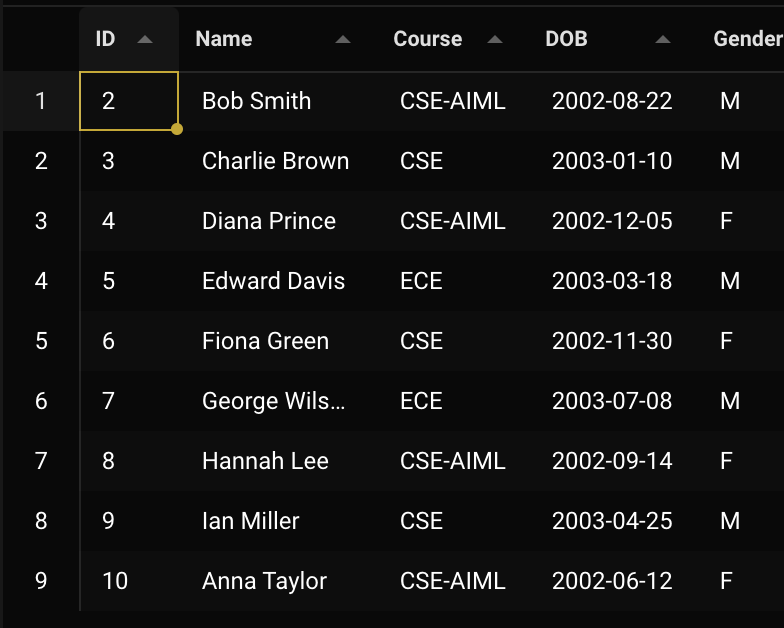 ID Name Course DOB Gender
1 2 Bob Smith CSE-AIML 2002-08-22 M
2 3 Charlie Brown CSE 2003-01-10 M
3 4 Diana Prince CSE-AIML 2002-12-05 F
4 5 Edward Davis ECE 2003-03-18 M
5 6 Fiona Green CSE 2002-11-30 F
6 7 George Wils... ECE 2003-07-08 M
7 8 Hannah Lee CSE-AIML 2002-09-14 F
8 9 Ian Miller CSE 2003-04-25 M
9 10 Anna Taylor CSE-AIML 2002-06-12 F